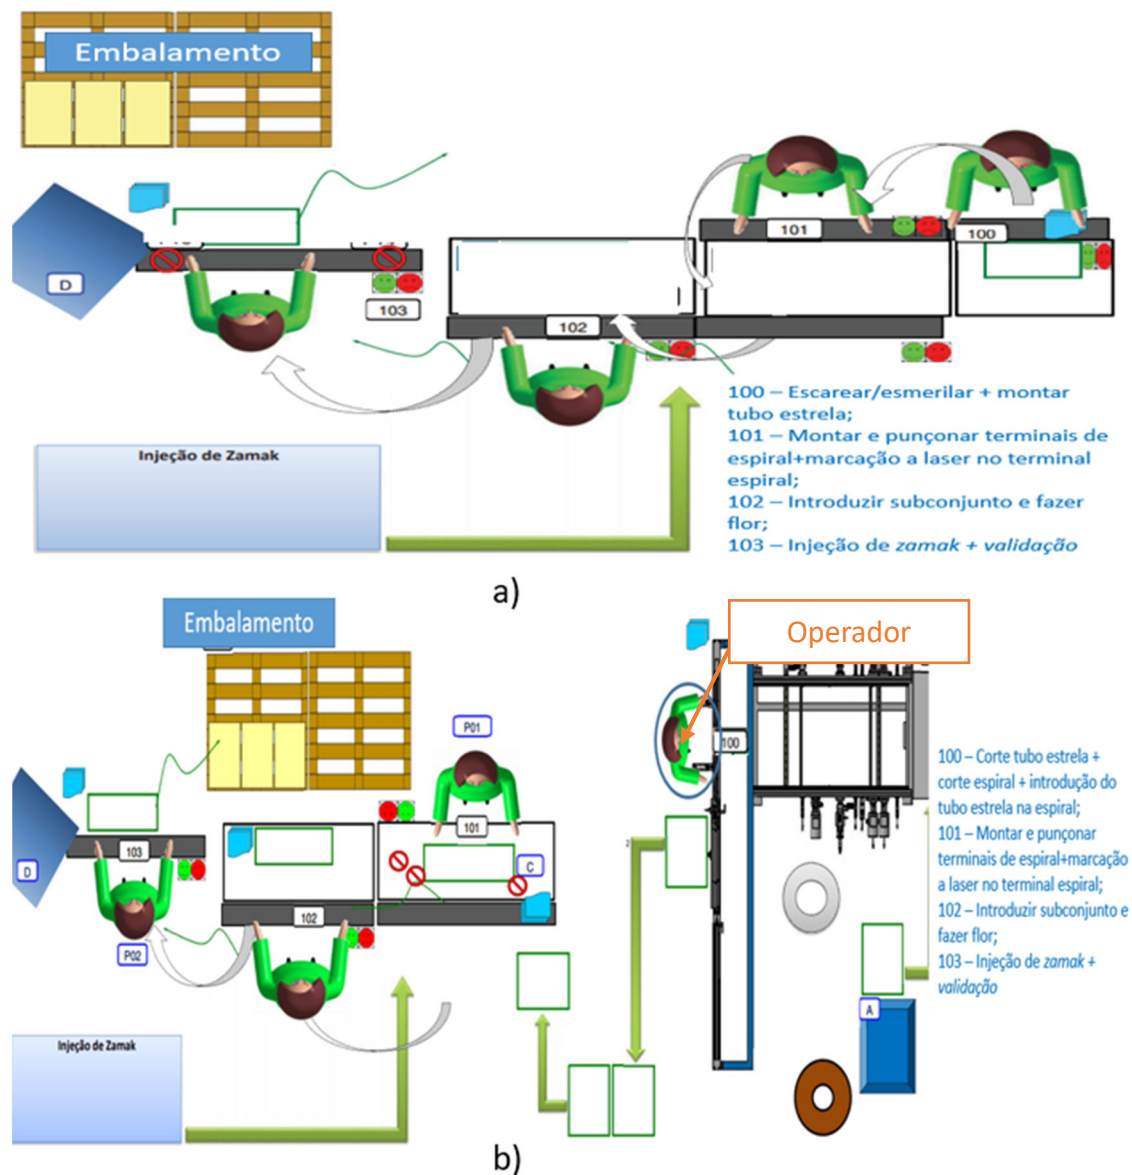 Embalamento
101
100
D
103
102
100 – Escarear/esmerilar + montar
tubo estrela;
101 – Montar e punçonar terminais de
espiral+marcação a laser no terminal
espiral;
102 – Introduzir subconjunto e fazer
flor;
103 – Injeção de zamak + validação
Injeção de Zamak
a)
Embalamento
Operador
P01
100
101
103
D
C
102
P02
100 – Corte tubo estrela +
corte espiral + introdução do
tubo estrela na espiral;
101 – Montar e punçonar
terminais de espiral+marcação
a laser no terminal espiral;
102 – Introduzir subconjunto e
fazer flor;
103 – Injeção de zamak +
validação
A
Injeção de Zamak
b)